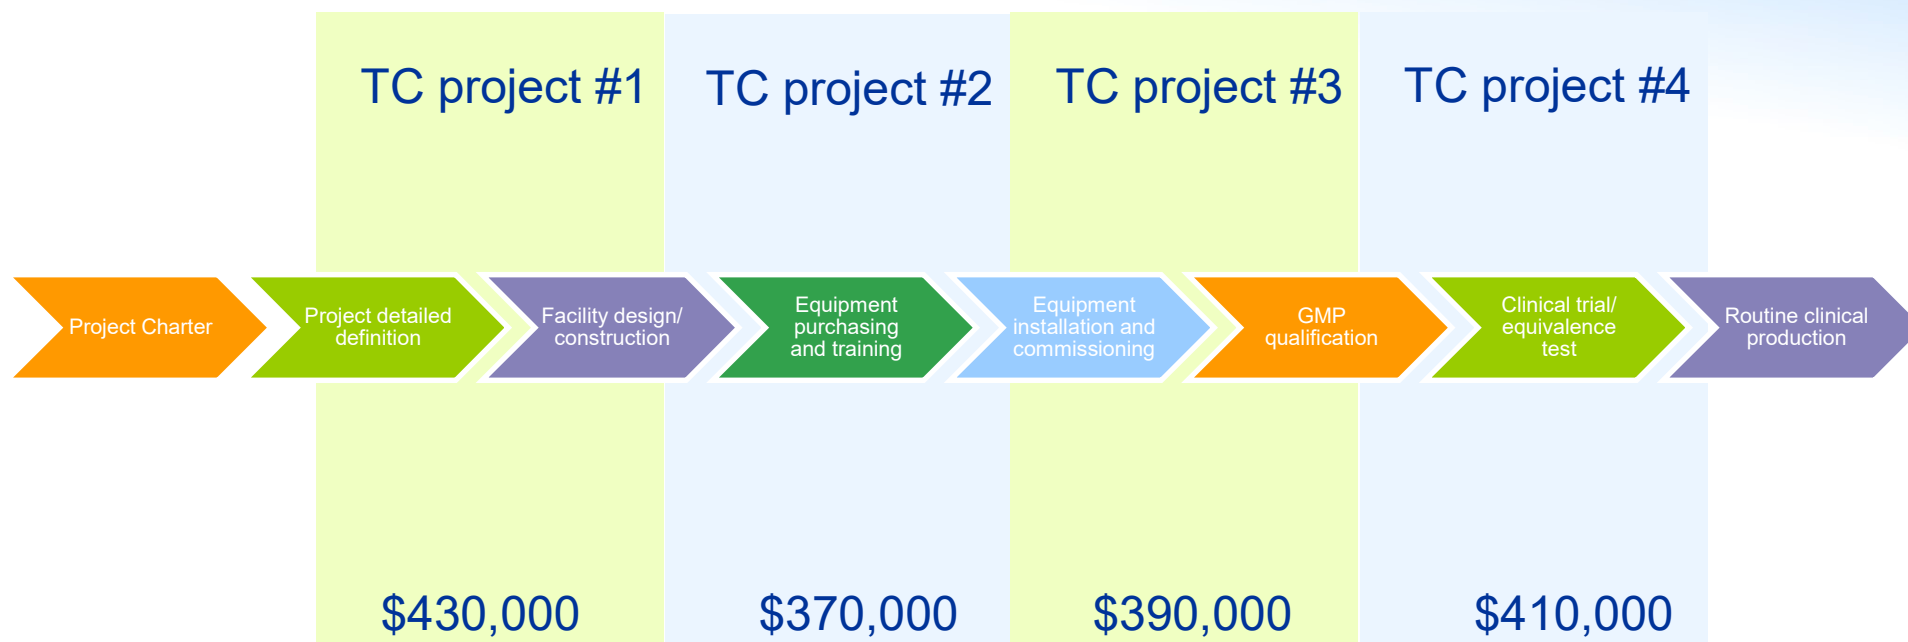 TC project #1
TC project #2
TC project #3
TC project #4
Project Charter
Project detailed
definition
Facility design/
construction
Equipment
purchasing
and training
Equipment
installation and
commissioning
GMP
qualification
Clinical trial/
equivalence
test
Routine clinical
production
$430,000
$370,000
$390,000
$410,000